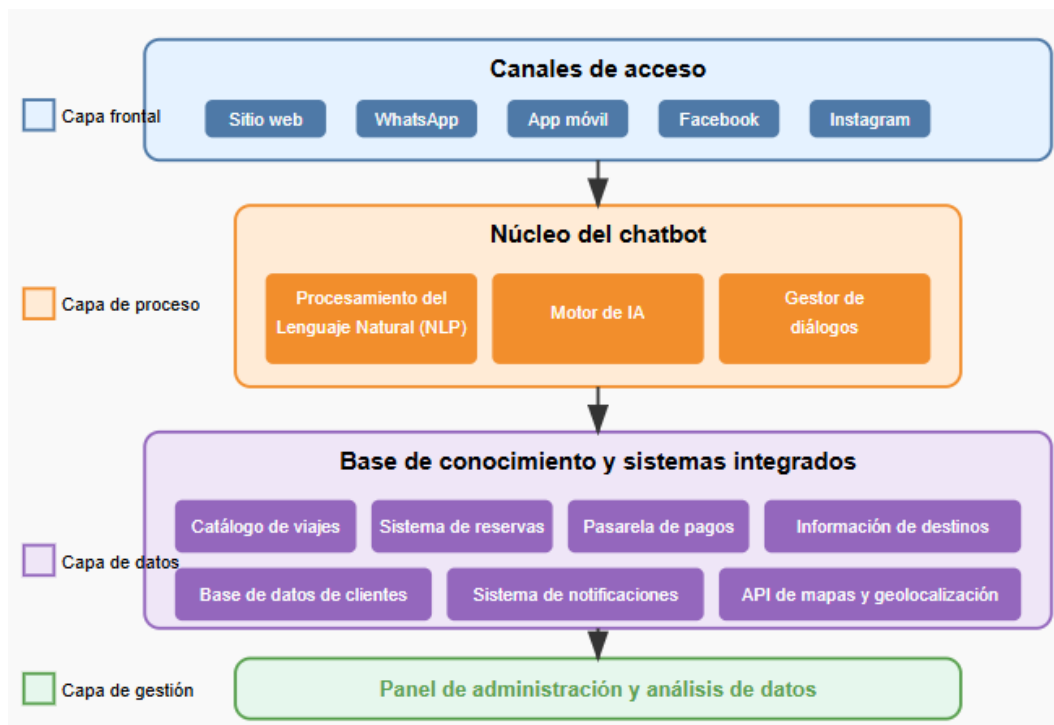 Canales de acceso
Capa frontal
Sitio web
WhatsApp
App móvil
Facebook
Instagram
Núcleo del chatbot
Capa de proceso
Procesamiento del
Lenguaje Natural (NLP)
Motor de IA
Gestor de
diálogos
Base de conocimiento y sistemas integrados
Catálogo de viajes
Sistema de reservas
Pasarela de pagos
Información de destinos
Capa de datos
Base de datos de clientes
Sistema de notificaciones
API de mapas y geolocalización
Capa de gestión
Panel de administración y análisis de datos